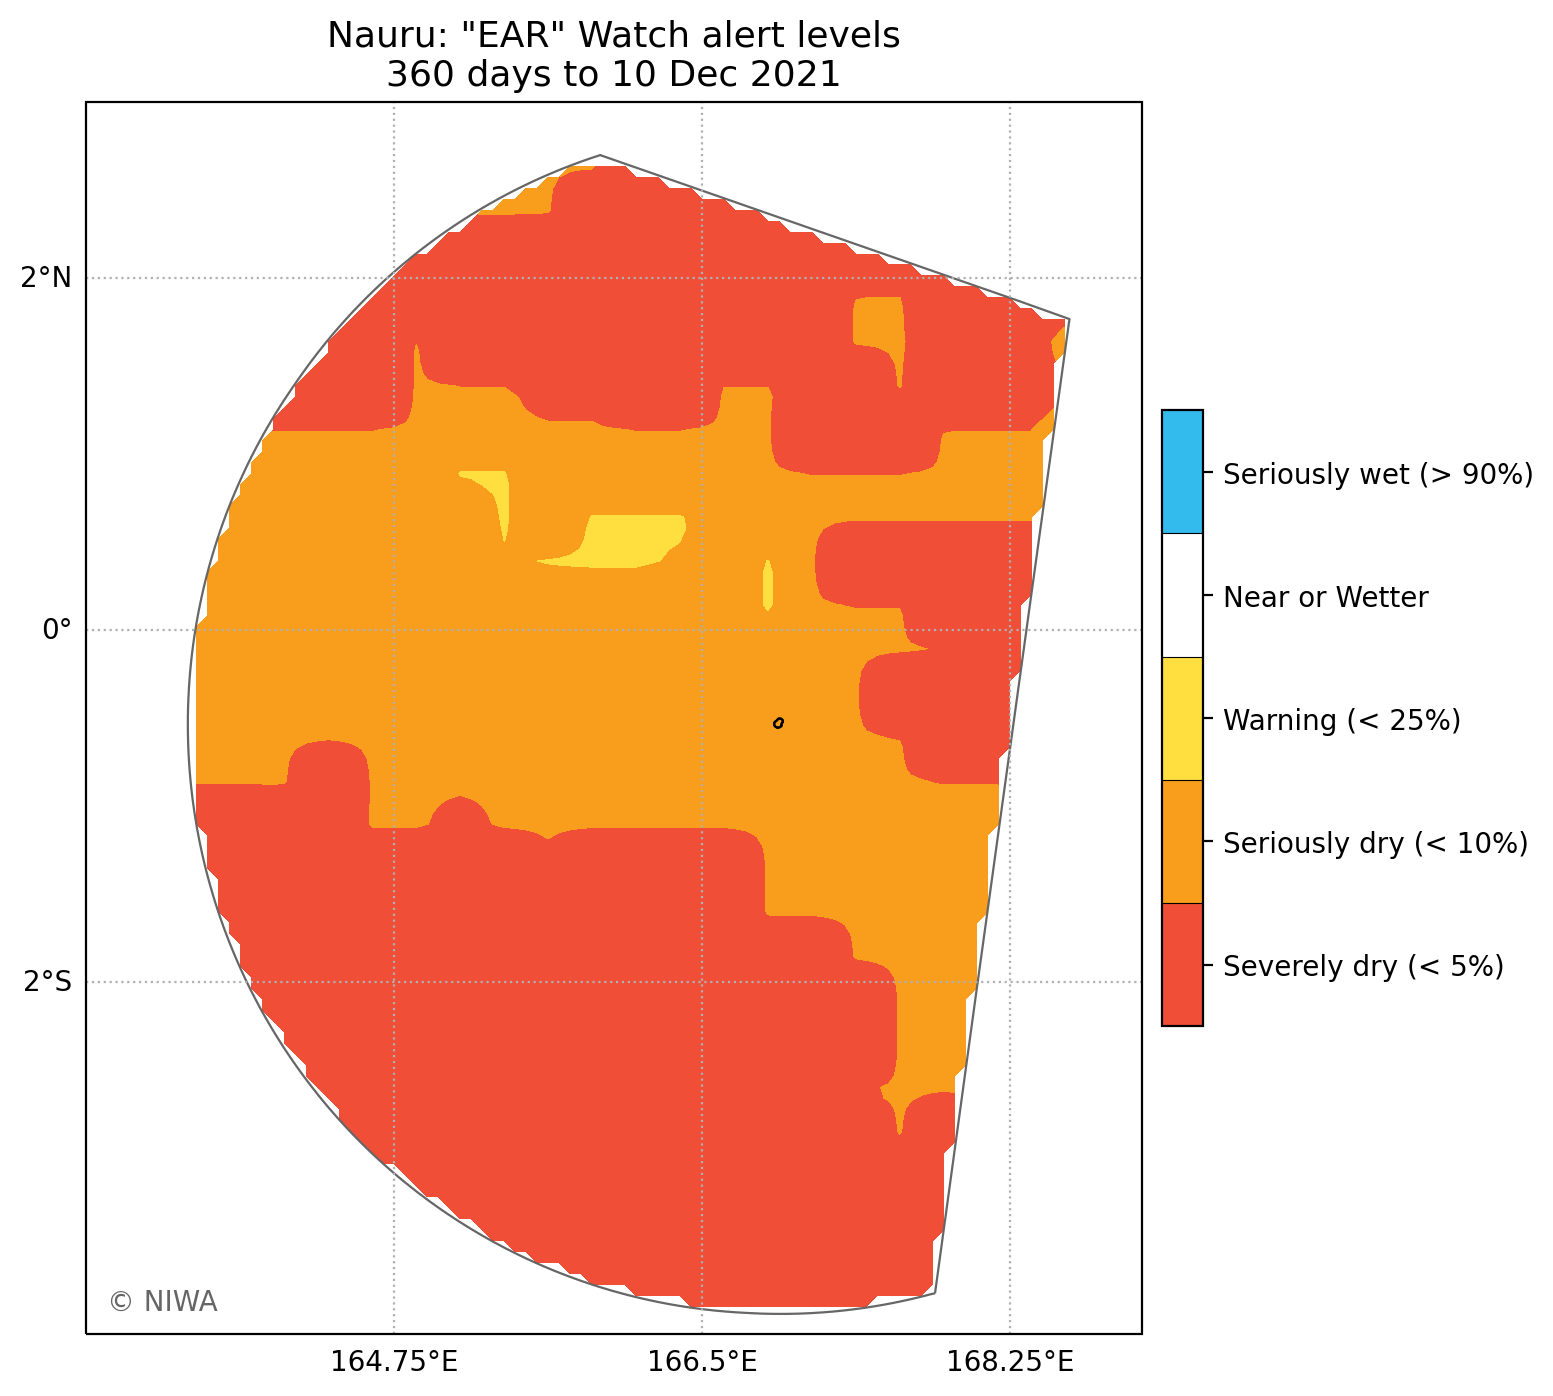 Nauru: "EAR" Watch alert levels
360 days to 10 Dec 2021
2°N
0°
2°S
164.75°E
166.5°E
168.25°E
© NIWA
Seriously wet (> 90%)
Near or Wetter
Warning (< 25%)
Seriously dry (< 10%)
Severely dry (< 5%)